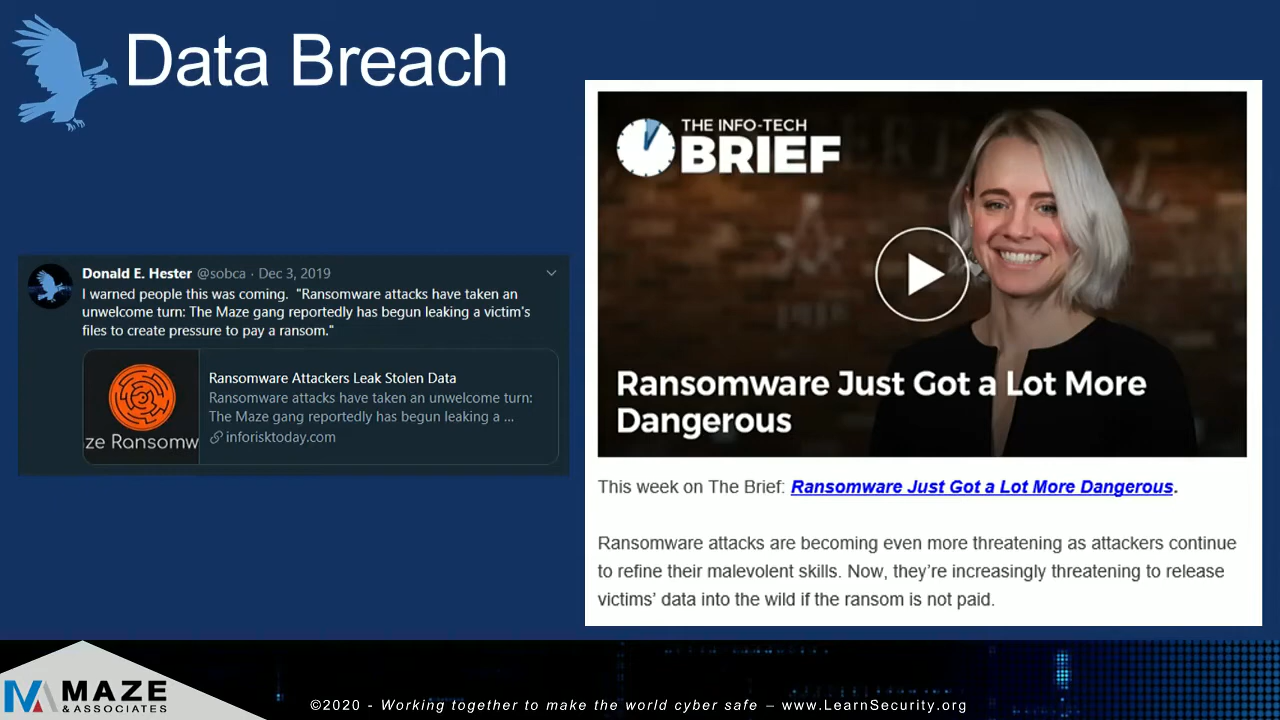 Data Breach
Donald E. Hester @sobca · Dec 3, 2019
I warned people this was coming. "Ransomware attacks have taken an
unwelcome turn: The Maze gang reportedly has begun leaking a victim's
files to create pressure to pay a ransom."
ze Ransomw
Ransomware Attackers Leak Stolen Data
Ransomware attacks have taken an unwelcome turn:
The Maze gang reportedly has begun leaking a ...
inforisktoday.com
THE INFO-TECH
BRIEF
Ransomware Just Got a Lot More
Dangerous
This week on The Brief: Ransomware Just Got a Lot More Dangerous.
Ransomware attacks are becoming even more threatening as attackers continue
to refine their malevolent skills. Now, they're increasingly threatening to release
victims' data into the wild if the ransom is not paid.
MAZE
& ASSOCIATES
©2020 - Working together to make the world cyber safe – www.LearnSecurity.org